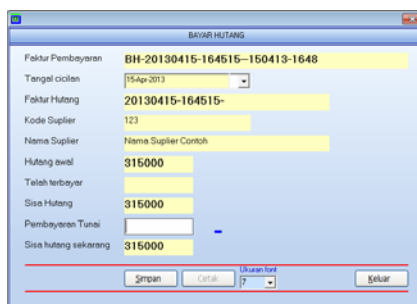 BAYAR HUTANG
Faktur Pembayaran BH-20130415-164515--150413-1648
Tangal cicilan 15-Apr-2013
Faktur Hutang 20130415-164515-
Kode Suplier 123
Nama Suplier Nama Suplier Contoh
Hutang awal 315000
Telah terbayar
Sisa Hutang 315000
Pembayaran Tunai
Sisa hutang sekarang 315000
Ukuran font
Simpan Cetak 7 Keluar